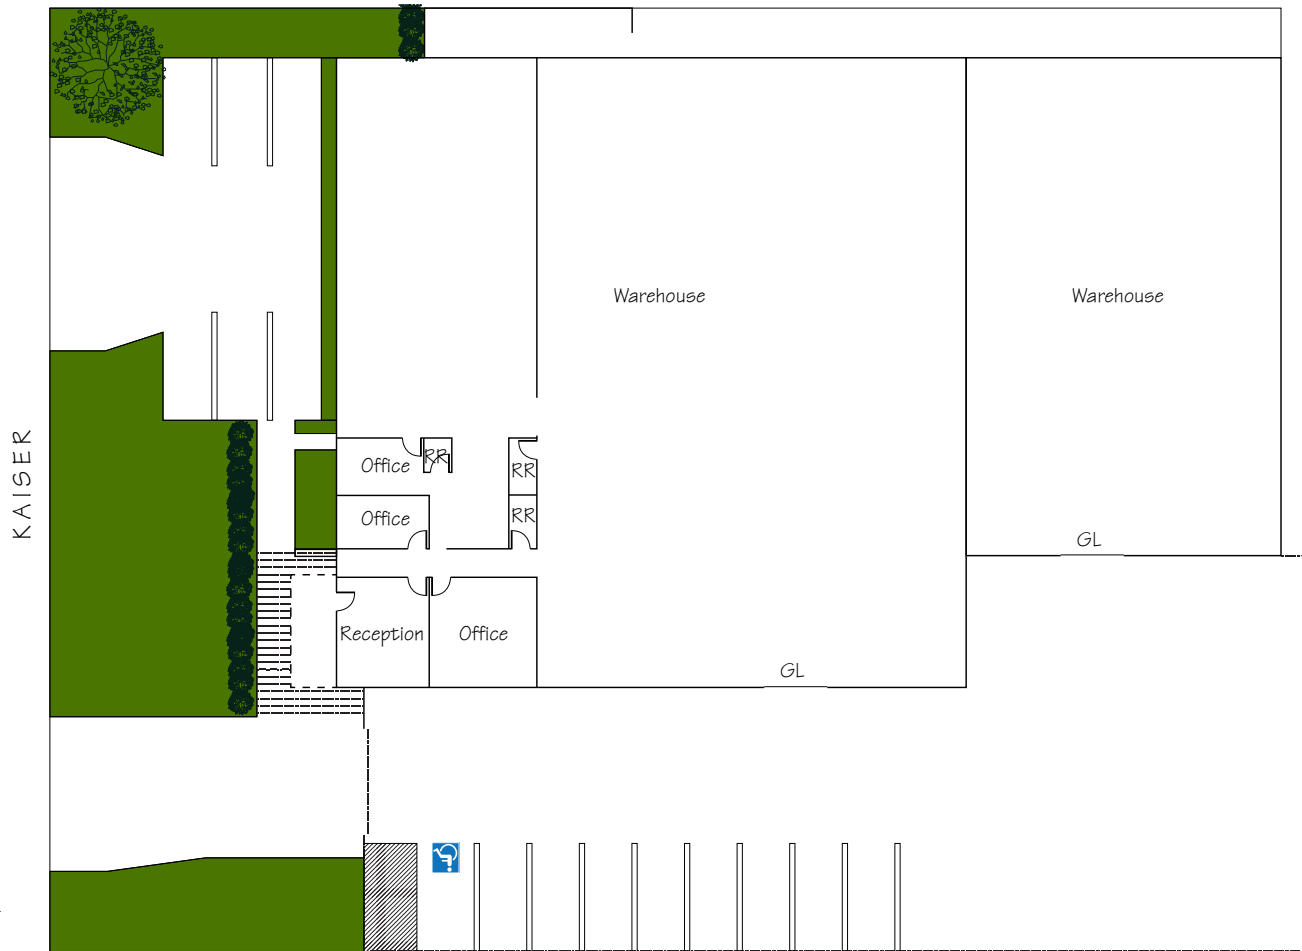 Warehouse
Warehouse
KAISER
Office
RR
RR
Office
RR
GL
Reception
Office
GL